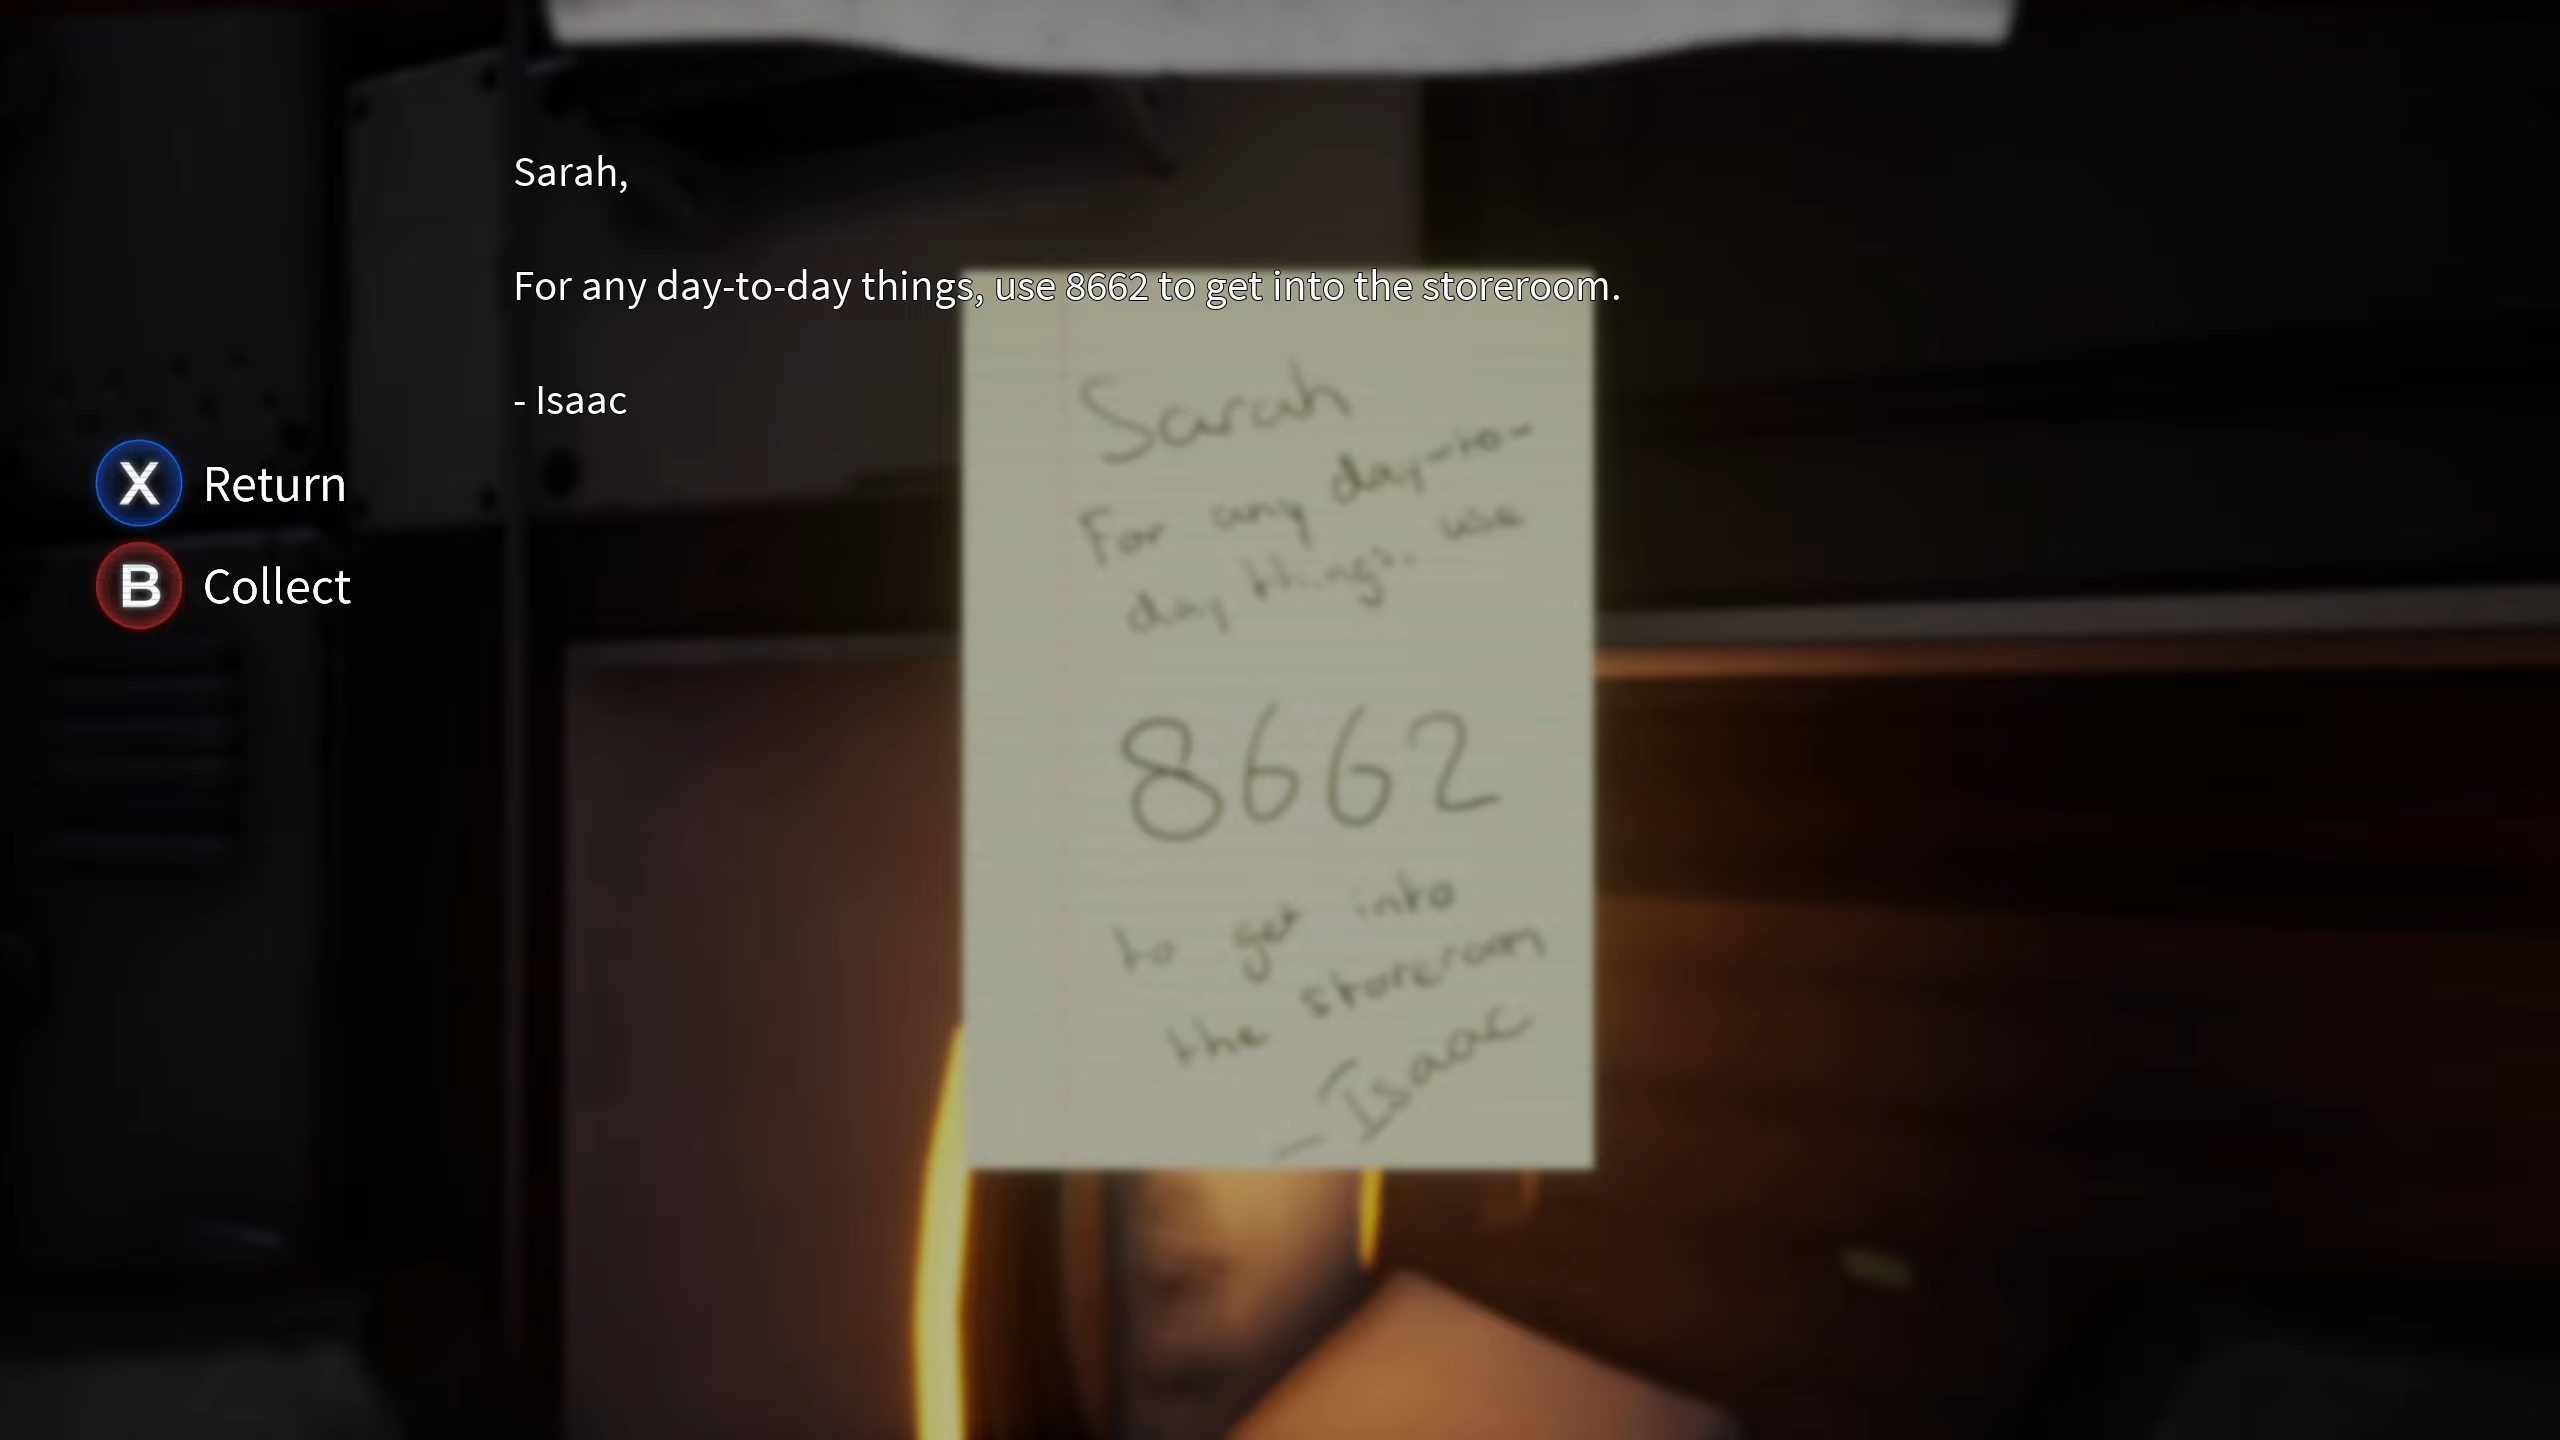 Sarah,
For any day-to-day things, use 8662 to get into the storeroom.
- Isaac
X Return
B Collect
Sarah
For any day-to-
day things, use
8662
to get into
the storeroom
- Isaac